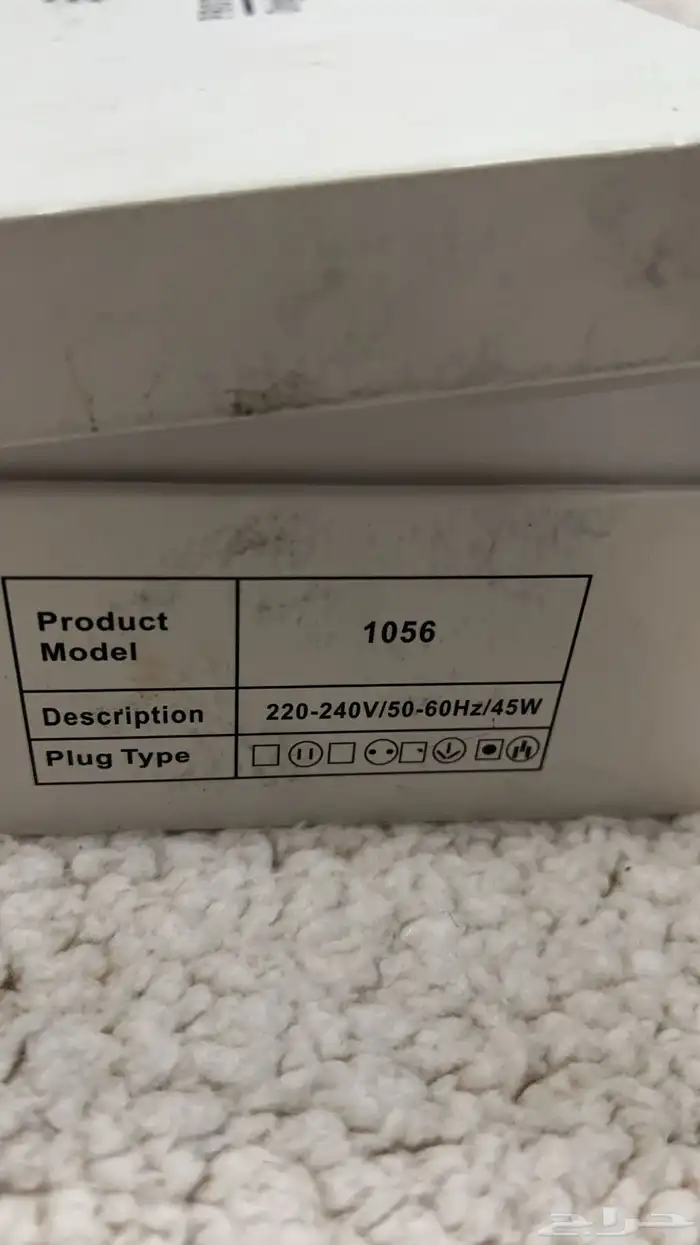 Product
Model
1056
Description
220-240V/50-60Hz/45W
Plug Type
حراج